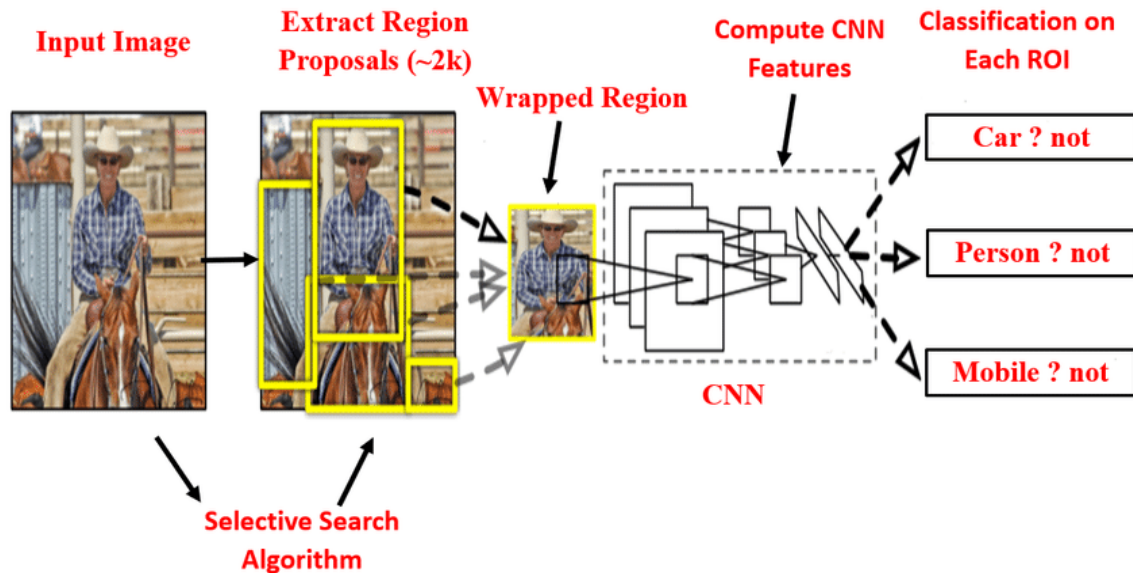 Input Image
Extract Region
Proposals (~2k)
Wrapped Region
Compute CNN
Features
Classification on
Each ROI
Car ? not
Person ? not
Mobile ? not
CNN
Selective Search
Algorithm